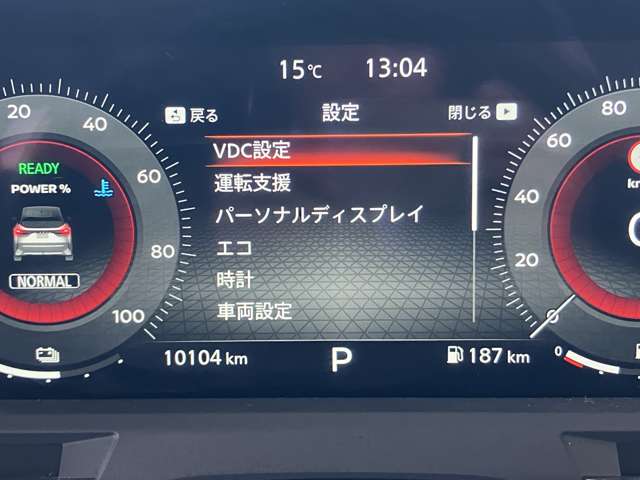 15℃ 13:04
戻る 設定 閉じる
VDC設定
運転支援
パーソナルディスプレイ
エコ
時計
車両設定
20
40
60
80
100
READY
POWER %
NORMAL
80
60
40
20
0
km
10104 km P 187 km
0